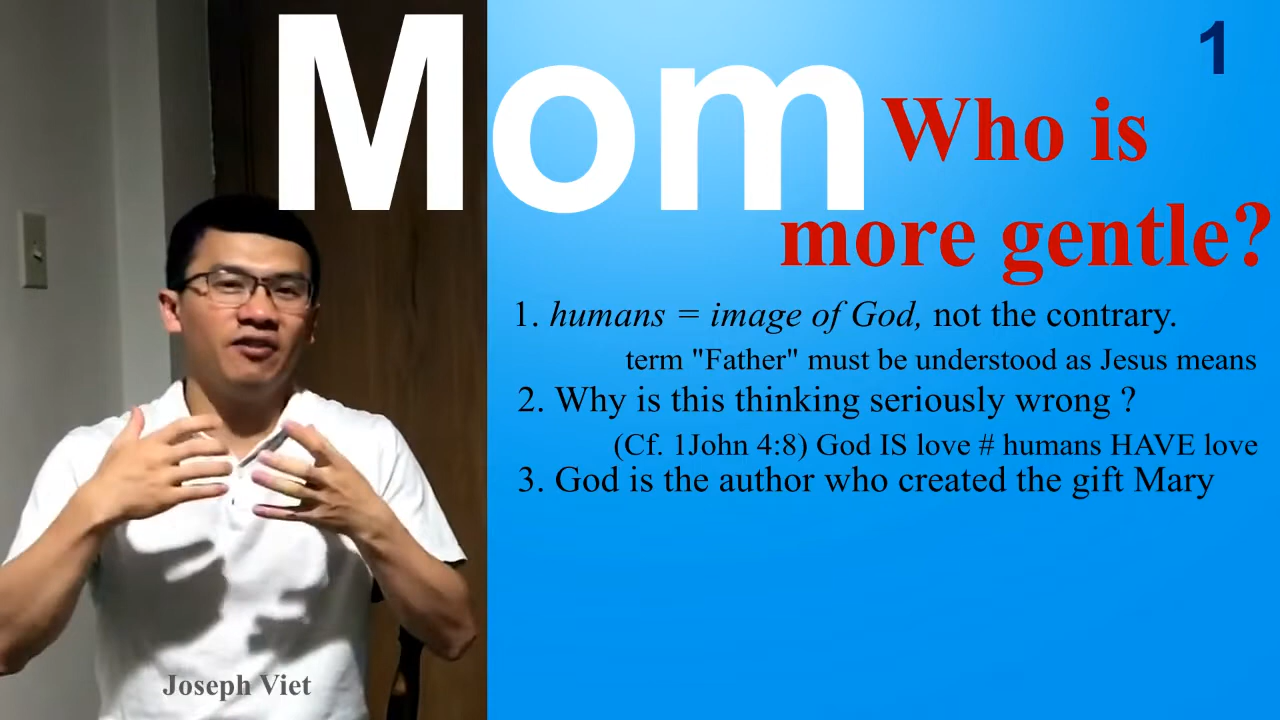 Mom
1
Who is
more gentle?
1. humans = image of God, not the contrary.
term "Father" must be understood as Jesus means
2. Why is this thinking seriously wrong ?
(Cf. 1John 4:8) God IS love # humans HAVE love
3. God is the author who created the gift Mary
Joseph Viet